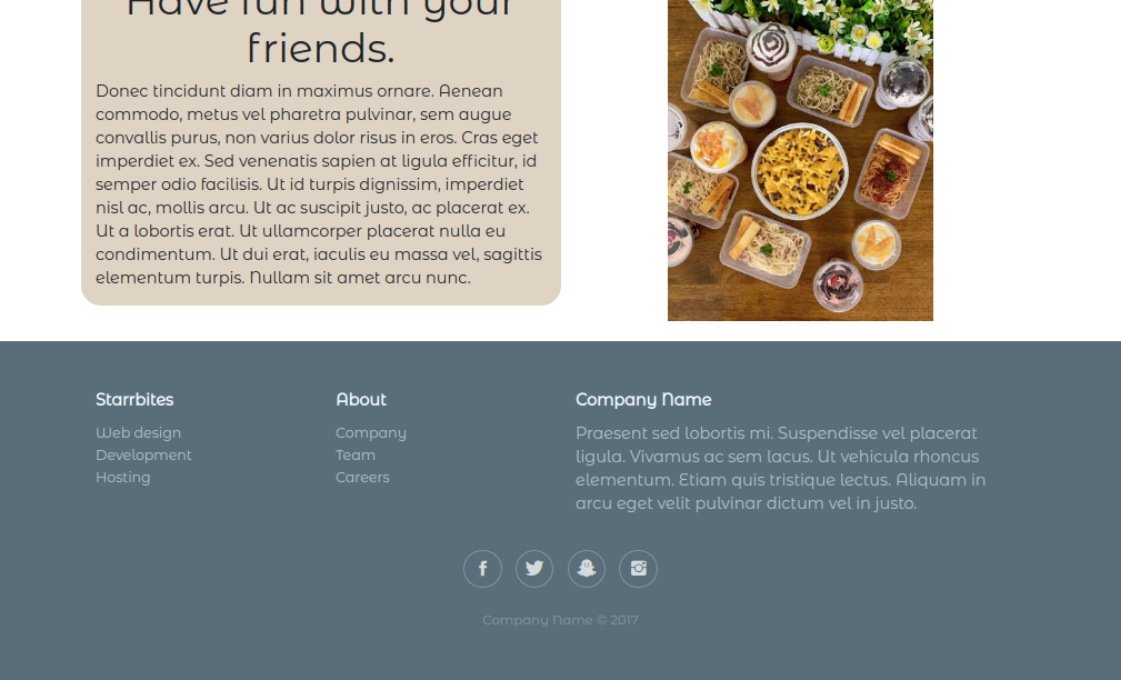 Have fun with your
friends.
Donec tincidunt diam in maximus ornare. Aenean
commodo, metus vel pharetra pulvinar, sem augue
convallis purus, non varius dolor risus in eros. Cras eget
imperdiet ex. Sed venenatis sapien at ligula efficitur, id
semper odio facilisis. Ut id turpis dignissim, imperdiet
nisl ac, mollis arcu. Ut ac suscipit justo, ac placerat ex.
Ut a lobortis erat. Ut ullamcorper placerat nulla eu
condimentum. Ut dui erat, iaculis eu massa vel, sagittis
elementum turpis. Nullam sit amet arcu nunc.
Starrbites
Web design
Development
Hosting
About
Company
Team
Careers
Company Name
Praesent sed lobortis mi. Suspendisse vel placerat
ligula. Vivamus ac sem lacus. Ut vehicula rhoncus
elementum. Etiam quis tristique lectus. Aliquam in
arcu eget velit pulvinar dictum vel in justo.
Company Name © 2017